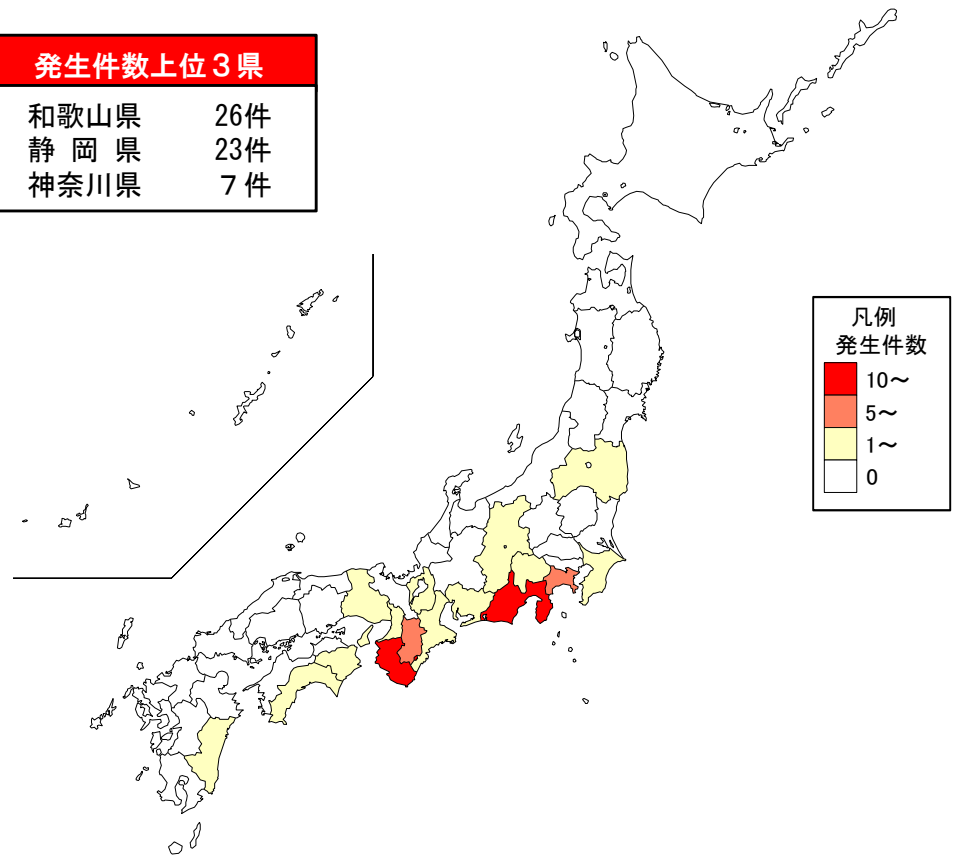 発生件数上位３県
和歌山県 26件
静 岡 県 23件
神奈川県 ７件
凡例
発生件数
10～
5～
1～
0